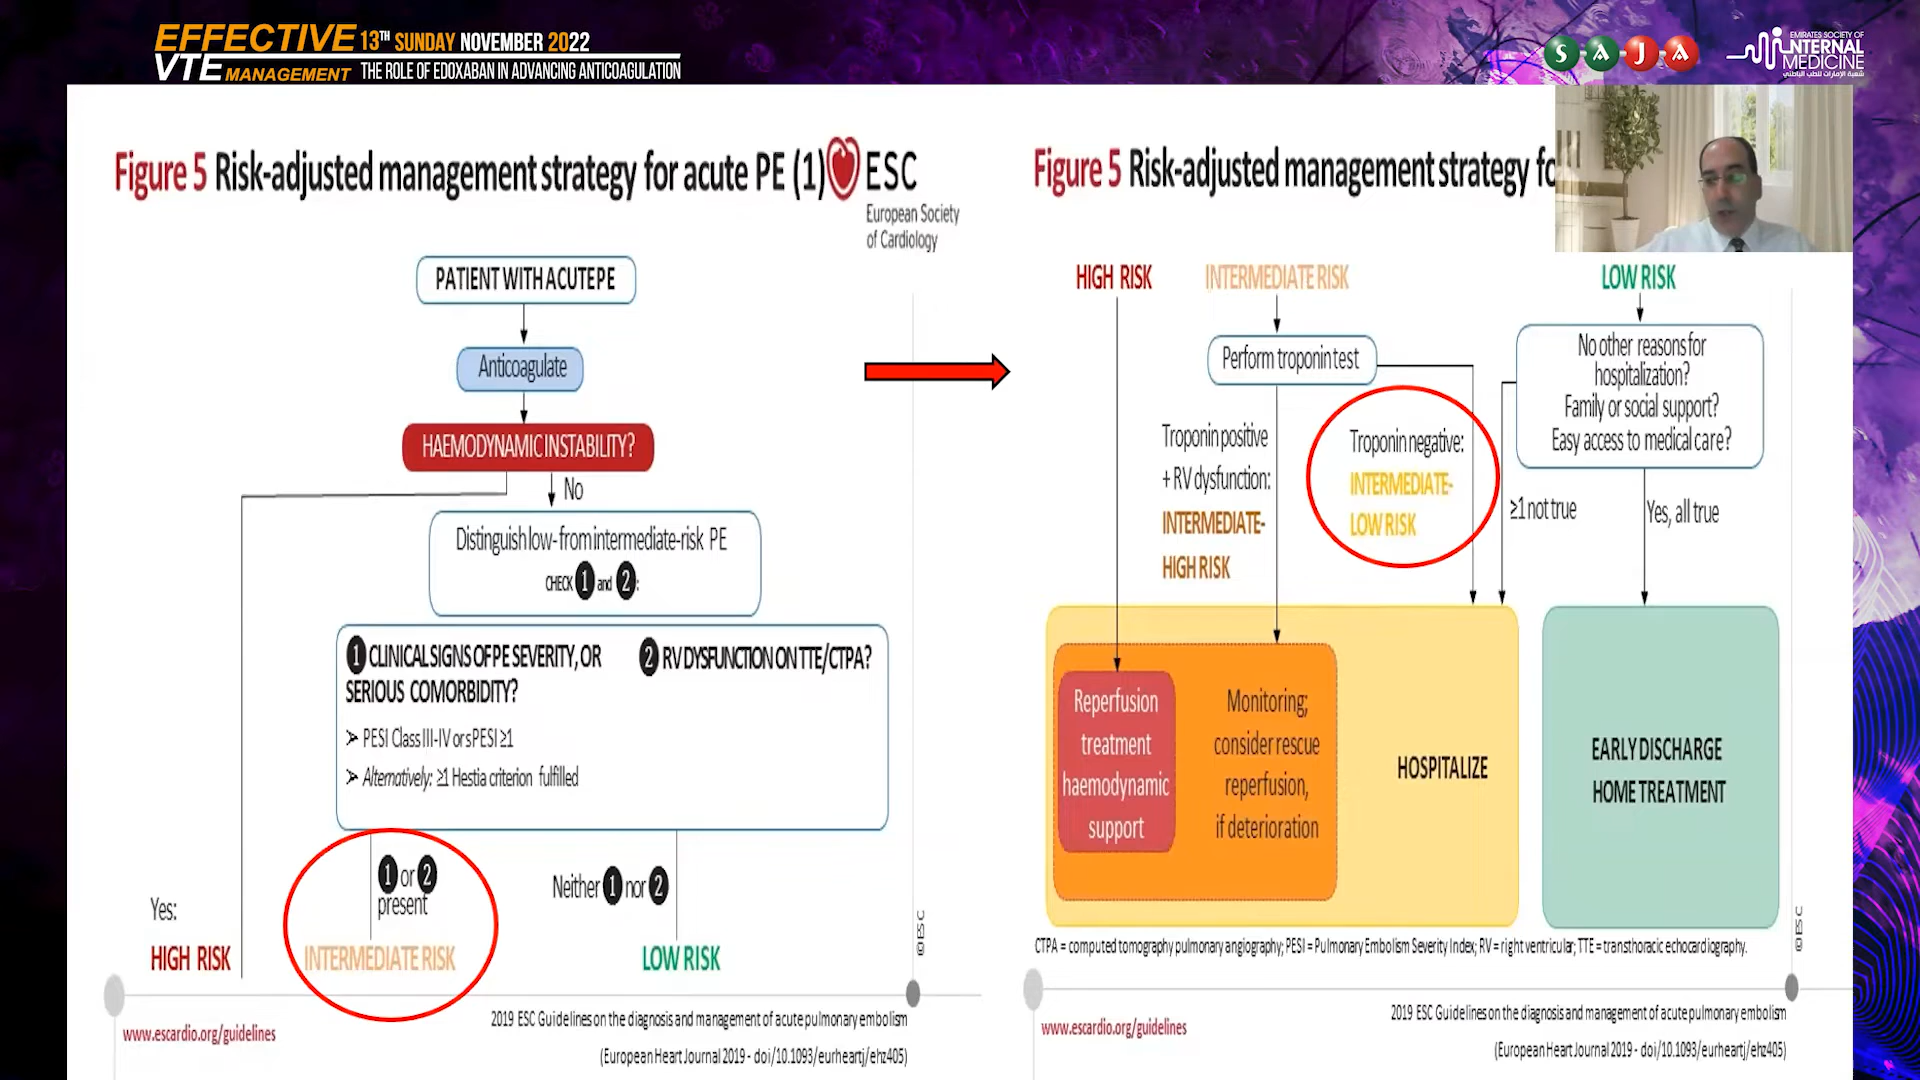 EFFECTIVE
VTE MANAGEMENT
13TH SUNDAY NOVEMBER 2022
THE ROLE OF EDOXABAN IN ADVANCING ANTICOAGULATION
S A J A
EMIRATES SOCIETY OF
INTERNAL
MEDICINE
شعبة الإمارات للطب الباطني
Figure 5 Risk-adjusted management strategy for acute PE (1)
ESC
European Society
of Cardiology
PATIENT WITH ACUTE PE
Anticoagulate
HAEMODYNAMIC INSTABILITY?
No
Distinguish low- from intermediate-risk PE
CHECK 1 and 2:
1 CLINICAL SIGNS OF PE SEVERITY, OR
SERIOUS COMORBIDITY?
➢ PESI Class III-IV or sPESI ≥1
➢ Alternatively: ≥1 Hestia criterion fulfilled
2 RV DYSFUNCTION ON TTE/CTPA?
1 or 2
present
Neither 1 nor 2
Yes:
HIGH RISK
INTERMEDIATE RISK
LOW RISK
©ESC
www.escardio.org/guidelines
2019 ESC Guidelines on the diagnosis and management of acute pulmonary embolism
(European Heart Journal 2019 - doi/10.1093/eurheartj/ehz405)
Figure 5 Risk-adjusted management strategy fo
HIGH RISK
INTERMEDIATE RISK
LOW RISK
Perform troponin test
No other reasons for
hospitalization?
Family or social support?
Easy access to medical care?
Troponin positive
+ RV dysfunction:
INTERMEDIATE-
HIGH RISK
Troponin negative:
INTERMEDIATE-
LOW RISK
≥1 not true
Yes, all true
Reperfusion
treatment
haemodynamic
support
Monitoring;
consider rescue
reperfusion,
if deterioration
HOSPITALIZE
EARLY DISCHARGE
HOME TREATMENT
CTPA = computed tomography pulmonary angiography; PESI = Pulmonary Embolism Severity Index; RV = right ventricular; TTE = transthoracic echocardiography.
©ESC
www.escardio.org/guidelines
2019 ESC Guidelines on the diagnosis and management of acute pulmonary embolism
(European Heart Journal 2019 - doi/10.1093/eurheartj/ehz405)